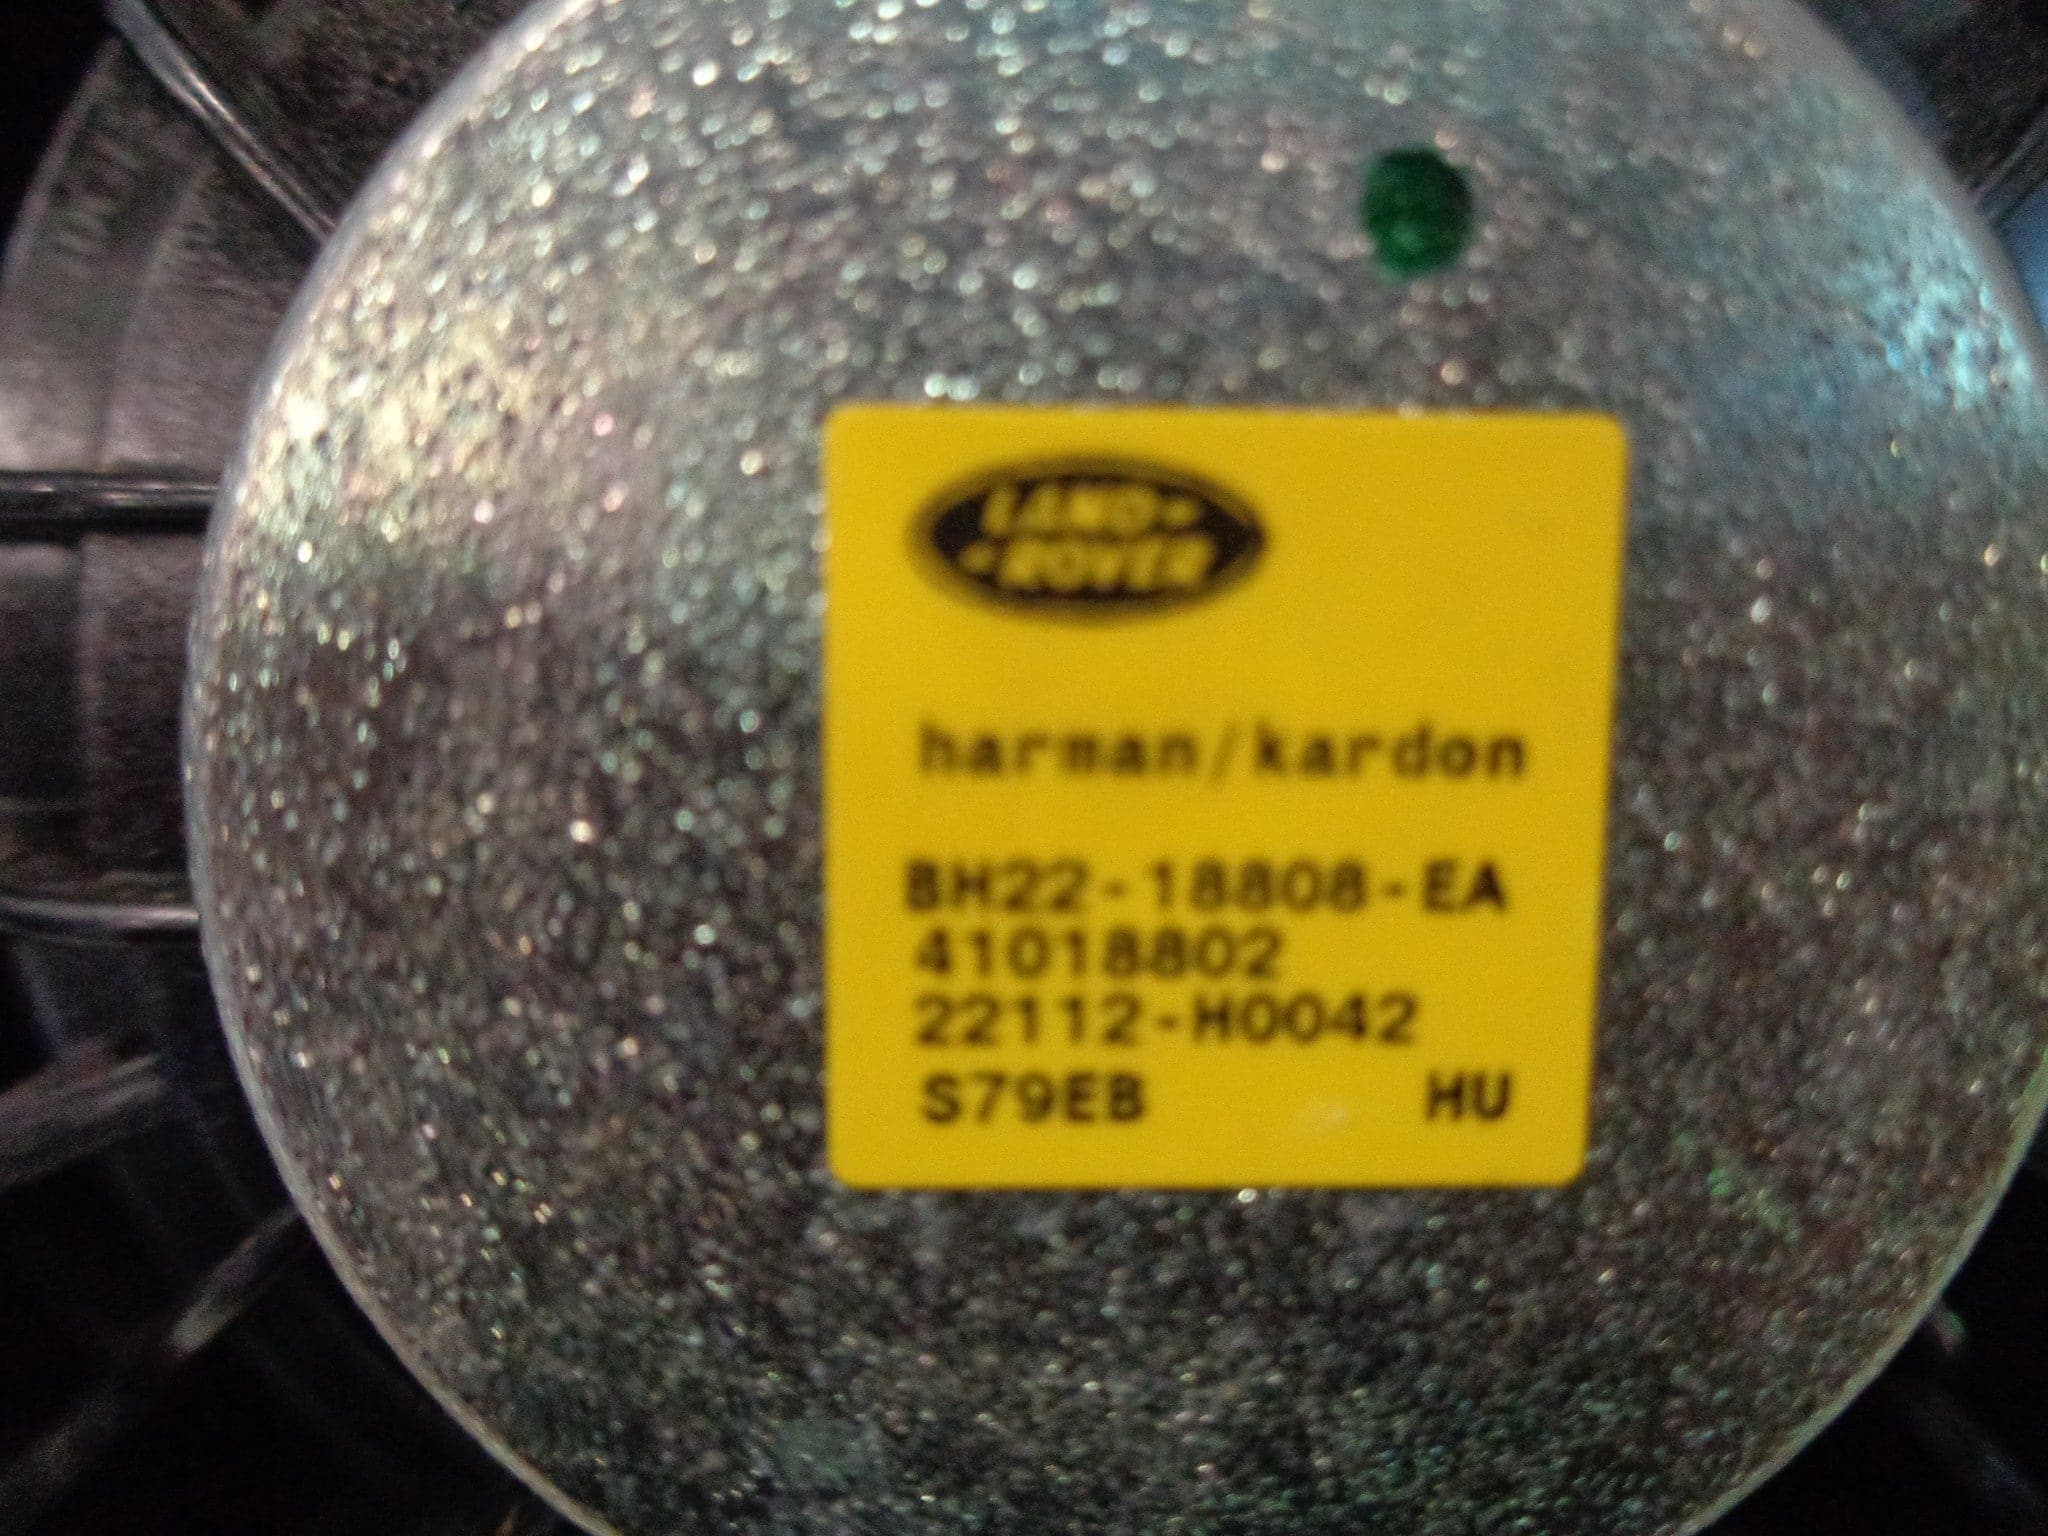 LAND-
-ROVER
harman/kardon
BH22-18808-EA
41018802
22112-H0042
S79EB HU